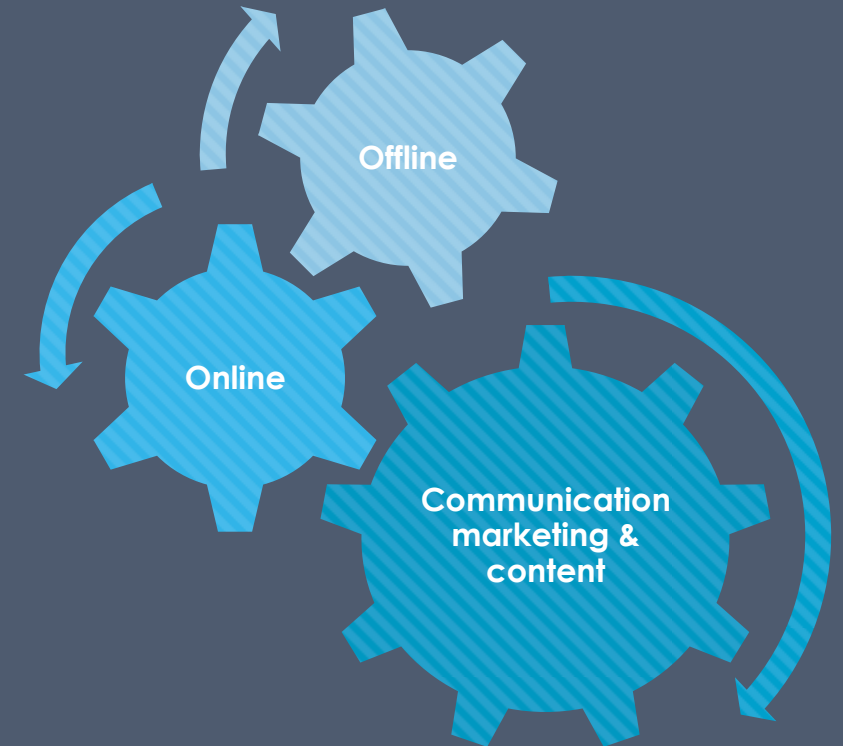 Offline
Online
Communication
marketing &
content